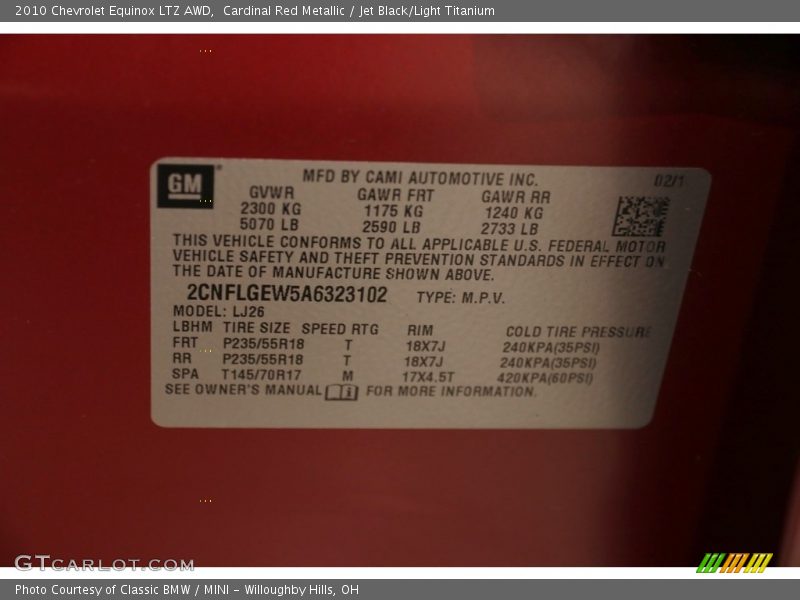 2010 Chevrolet Equinox LTZ AWD,  Cardinal Red Metallic / Jet Black/Light Titanium
GM
MFD BY CAMI AUTOMOTIVE INC.
GVWR GAWR FRT GAWR RR
2300 KG 1175 KG 1240 KG
5070 LB 2590 LB 2733 LB
THIS VEHICLE CONFORMS TO ALL APPLICABLE U.S. FEDERAL MOTOR
VEHICLE SAFETY AND THEFT PREVENTION STANDARDS IN EFFECT ON
THE DATE OF MANUFACTURE SHOWN ABOVE.
2CNFLGEW5A6323102 TYPE: M.P.V.
MODEL: LJ26
LBHM TIRE SIZE SPEED RTG RIM COLD TIRE PRESSURE
FRT P235/55R18 T 18X7J 240KPA(35PSI)
RR P235/55R18 T 18X7J 240KPA(35PSI)
SPA T145/70R17 M 17X4.5T 420KPA(60PSI)
SEE OWNER'S MANUAL FOR MORE INFORMATION.
GTCARLOT.COM
Photo Courtesy of Classic BMW / MINI - Willoughby Hills, OH